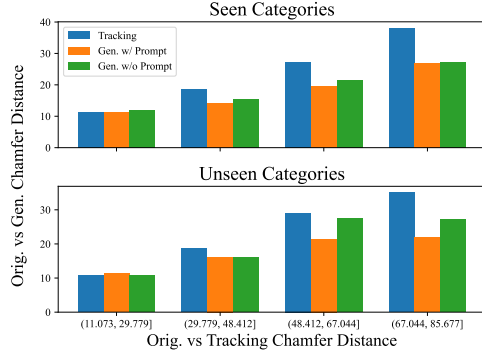 Seen Categories
40
30
20
10
0
Tracking
Gen. w/ Prompt
Gen. w/o Prompt
Orig. vs Gen. Chamfer Distance
Unseen Categories
30
20
10
0
(11.073, 29.779]
(29.779, 48.412]
(48.412, 67.044]
(67.044, 85.677]
Orig. vs Tracking Chamfer Distance